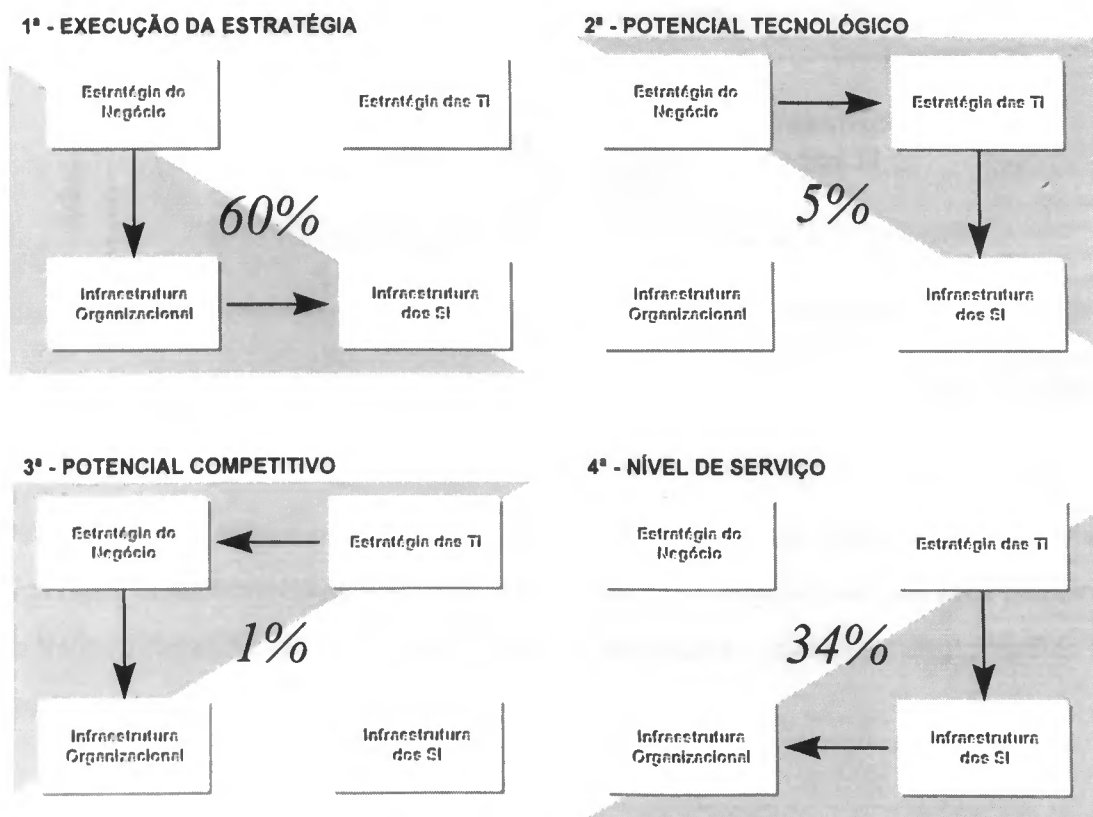 1ª - EXECUÇÃO DA ESTRATÉGIA
Estratégia do
Negócio
Estratégia das TI
60%
Infraestrutura
Organizacional
Infraestrutura
dos SI
2ª - POTENCIAL TECNOLÓGICO
Estratégia do
Negócio
Estratégia das TI
5%
Infraestrutura
Organizacional
Infraestrutura
dos SI
3ª - POTENCIAL COMPETITIVO
Estratégia do
Negócio
Estratégia das TI
1%
Infraestrutura
Organizacional
Infraestrutura
dos SI
4ª - NÍVEL DE SERVIÇO
Estratégia do
Negócio
Estratégia das TI
34%
Infraestrutura
Organizacional
Infraestrutura
dos SI